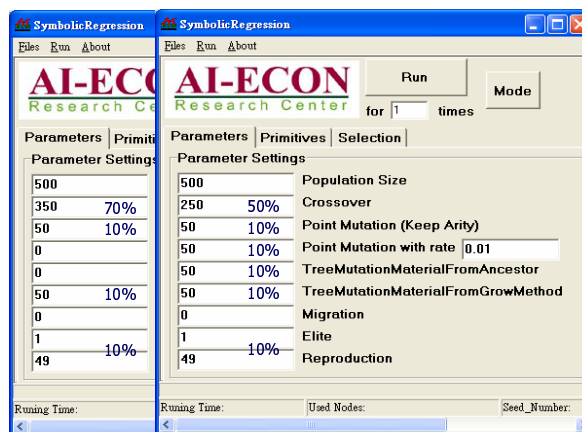 SymbolicRegression
Files Run About
AI-ECO
Research Ce
Parameters Primiti
Parameter Settings
500
350 70%
50 10%
0
0
50 10%
0
1
10%
49
Runing Time:
SymbolicRegression
Files Run About
AI-ECON
Research Center
Run
Mode
for 1 times
Parameters Primitives Selection
Parameter Settings
500 Population Size
250 50% Crossover
50 10% Point Mutation (Keep Arity)
50 10% Point Mutation with rate 0.01
50 10% TreeMutationMaterialFromAncestor
50 10% TreeMutationMaterialFromGrowMethod
0 Migration
1 Elite
10%
49 Reproduction
Runing Time: Used Nodes: Seed_Number: